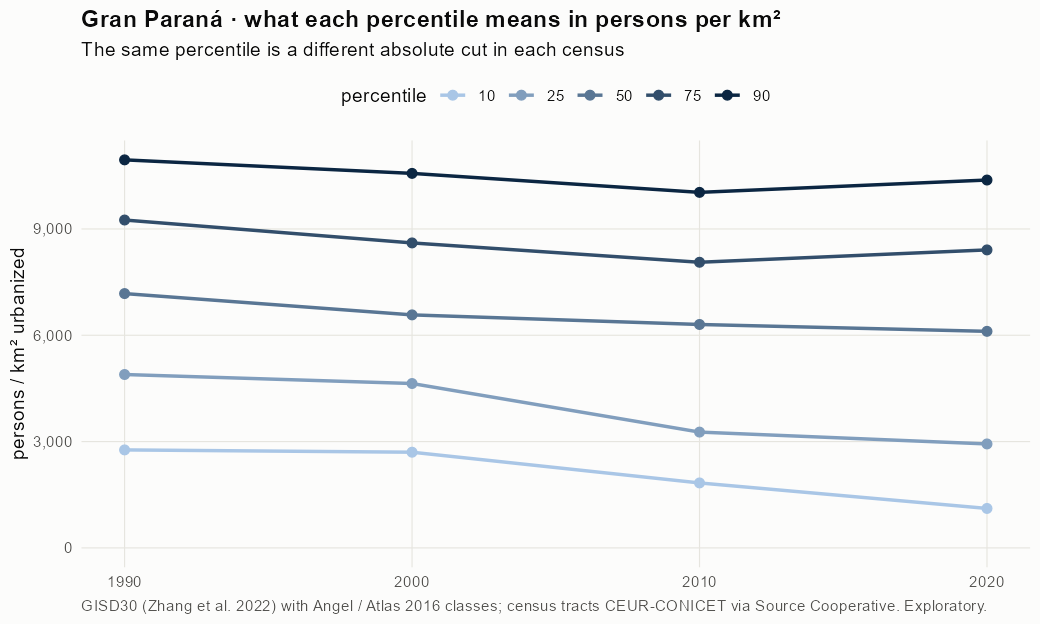 Gran Paraná · what each percentile means in persons per km²
The same percentile is a different absolute cut in each census
percentile 10 25 50 75 90
persons / km² urbanized
9,000
6,000
3,000
0
1990 2000 2010 2020
GISD30 (Zhang et al. 2022) with Angel / Atlas 2016 classes; census tracts CEUR-CONICET via Source Cooperative. Exploratory.